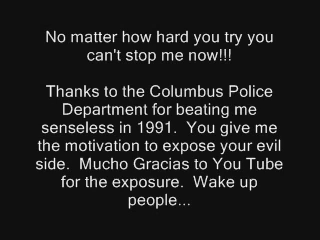 No matter how hard you try you
can't stop me now!!!
Thanks to the Columbus Police
Department for beating me
senseless in 1991.  You give me
the motivation to expose your evil
side.  Mucho Gracias to You Tube
for the exposure.  Wake up
people...